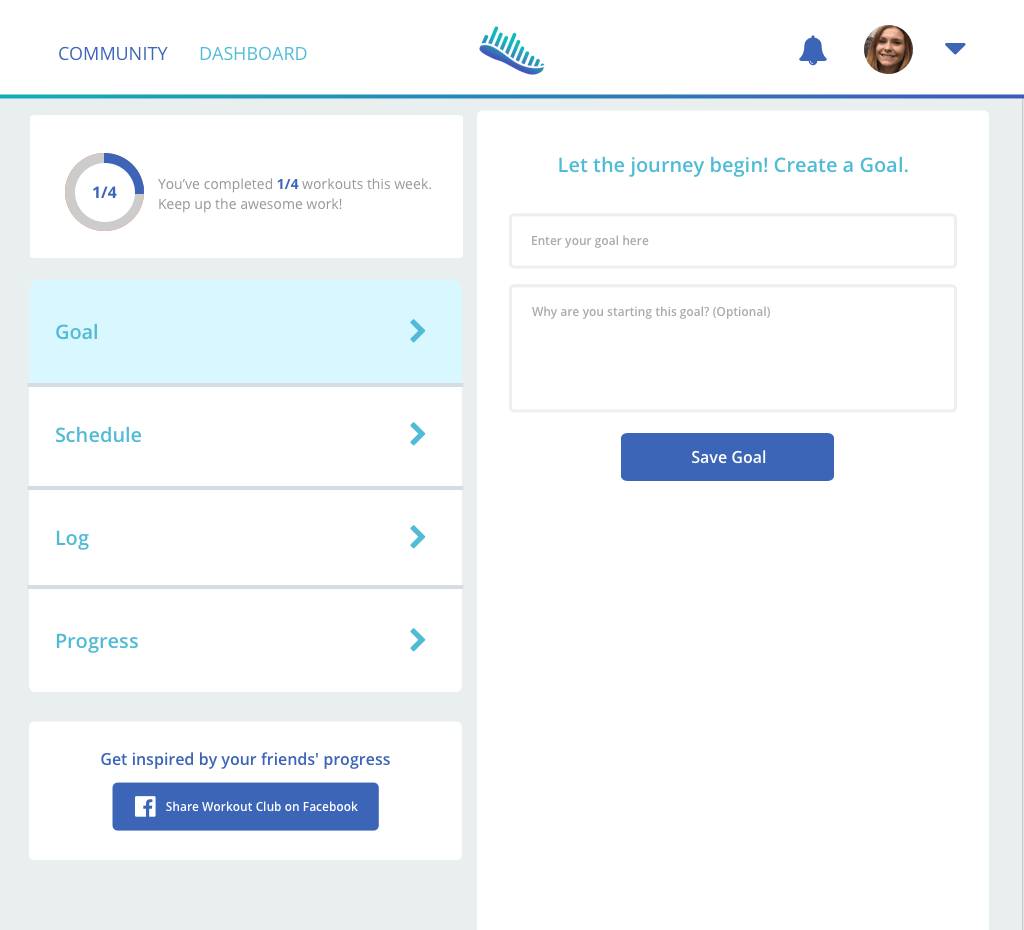 COMMUNITY
DASHBOARD
1/4
You’ve completed 1/4 workouts this week.
Keep up the awesome work!
Goal
Schedule
Log
Progress
Get inspired by your friends' progress
Share Workout Club on Facebook
Let the journey begin! Create a Goal.
Enter your goal here
Why are you starting this goal? (Optional)
Save Goal